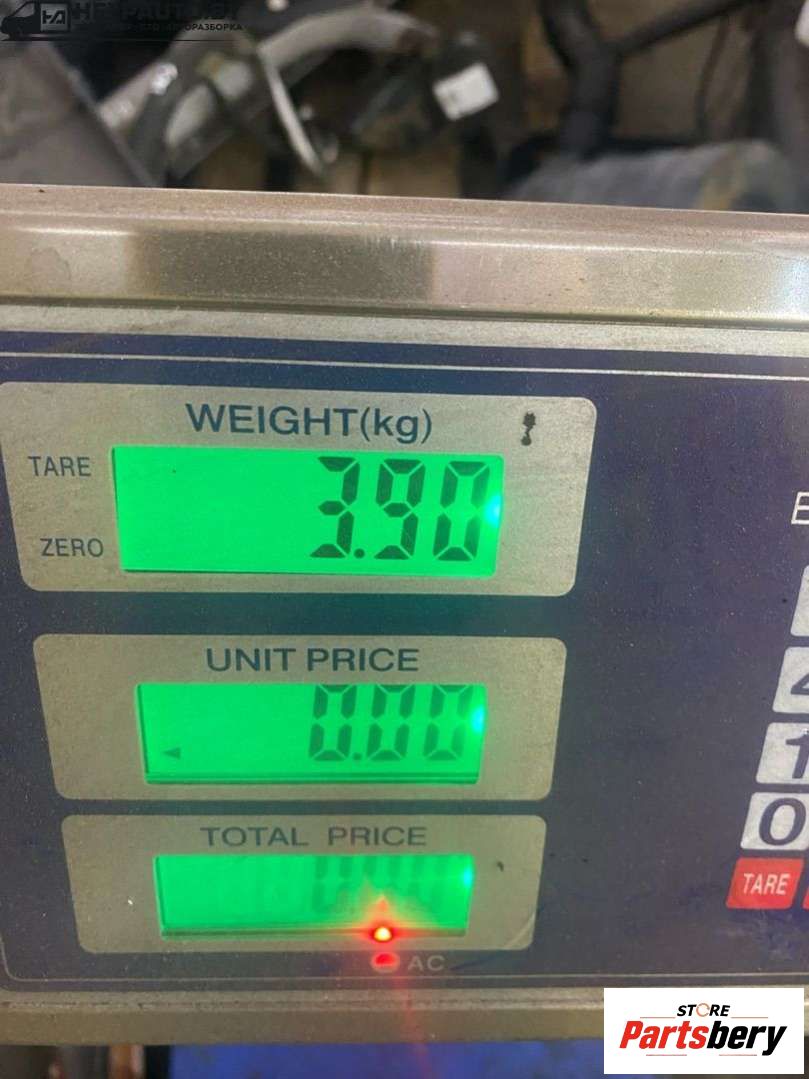 WEIGHT(kg)
TARE
3.90
ZERO
UNIT PRICE
0.00
TOTAL PRICE
AC
4
1
0
TARE
STORE
Partsbery